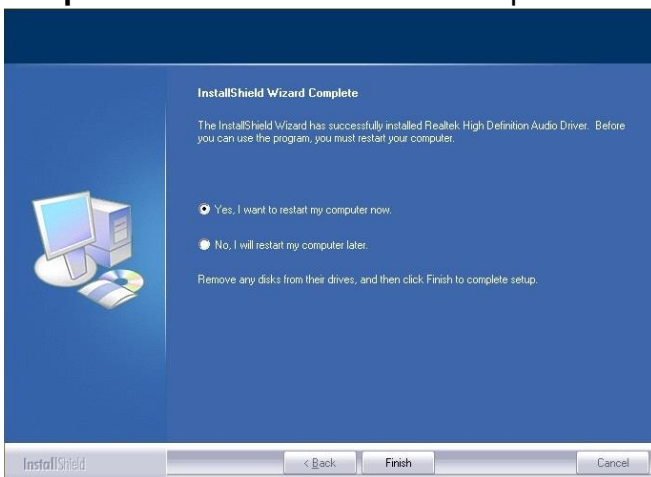 InstallShield Wizard Complete
The InstallShield Wizard has successfully installed Realtek High Definition Audio Driver. Before
you can use the program, you must restart your computer.
Yes, I want to restart my computer now.
No, I will restart my computer later.
Remove any disks from their drives, and then click Finish to complete setup.
InstallShield
< Back
Finish
Cancel